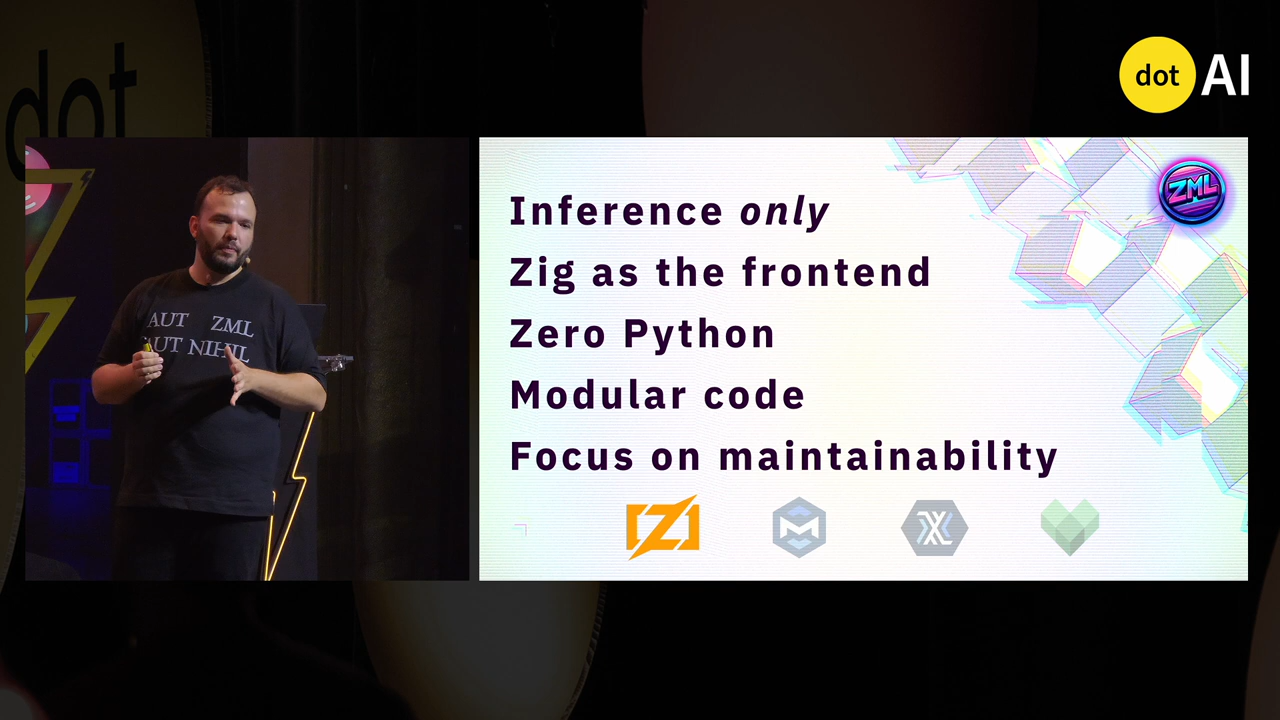 dot
dot AI
AUT ZML
AUT NIHIL
ZML
Inference only
Zig as the frontend
Zero Python
Modular code
Focus on maintainability